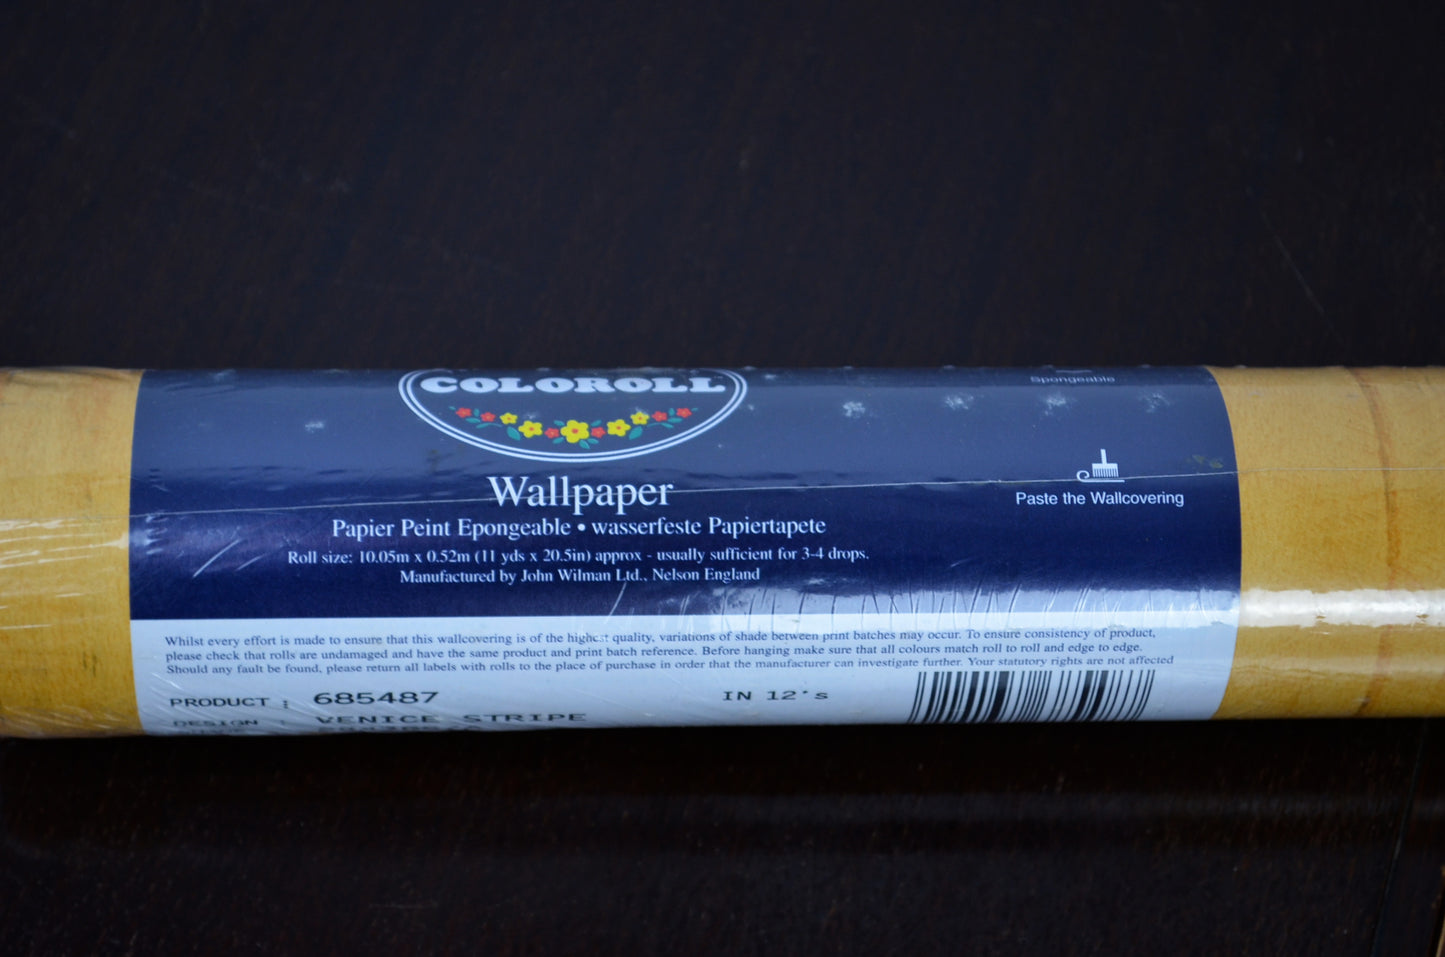 COLOROLL
Spongeable
Wallpaper
Paste the Wallcovering
Papier Peint Epongeable • wasserfeste Papiertapete
Roll size: 10.05m x 0.52m (11 yds x 20.5in) approx - usually sufficient for 3-4 drops.
Manufactured by John Wilman Ltd., Nelson England
Whilst every effort is made to ensure that this wallcovering is of the highest quality, variations of shade between print batches may occur. To ensure consistency of product,
please check that rolls are undamaged and have the same product and print batch reference. Before hanging make sure that all colours match roll to roll and edge to edge.
Should any fault be found, please return all labels with rolls to the place of purchase in order that the manufacturer can investigate further. Your statutory rights are not affected
PRODUCT : 685487 IN 12's
DESIGN : VENICE STRIPE